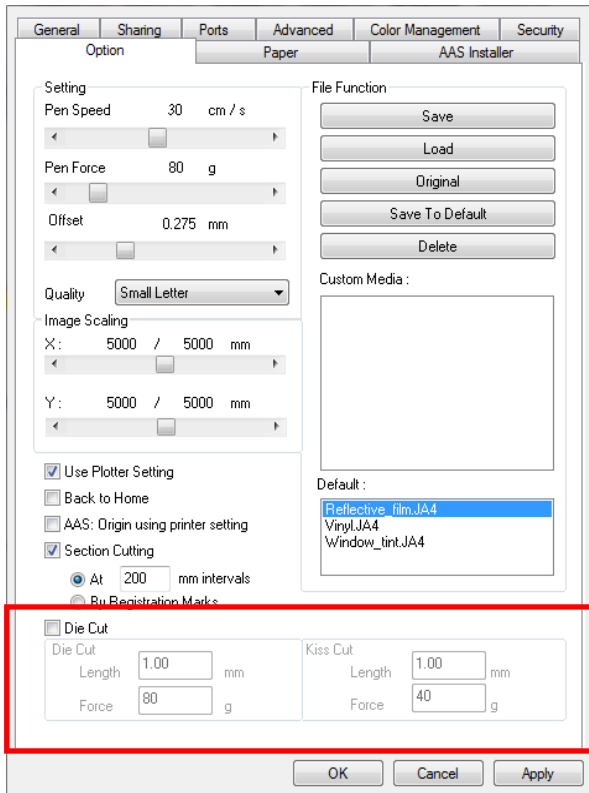 General Sharing Ports Advanced Color Management Security
Option Paper AAS Installer
Setting
Pen Speed 30 cm / s
Pen Force 80 g
Offset 0.275 mm
Quality Small Letter
Image Scaling
X : 5000 / 5000 mm
Y : 5000 / 5000 mm
Use Plotter Setting
Back to Home
AAS: Origin using printer setting
Section Cutting
At 200 mm intervals
By Registration Marks
File Function
Save
Load
Original
Save To Default
Delete
Custom Media :
Default :
Reflective_film.JA4
Vinyl.JA4
Window_tint.JA4
Die Cut
Die Cut
Length 1.00 mm
Force 80 g
Kiss Cut
Length 1.00 mm
Force 40 g
OK Cancel Apply